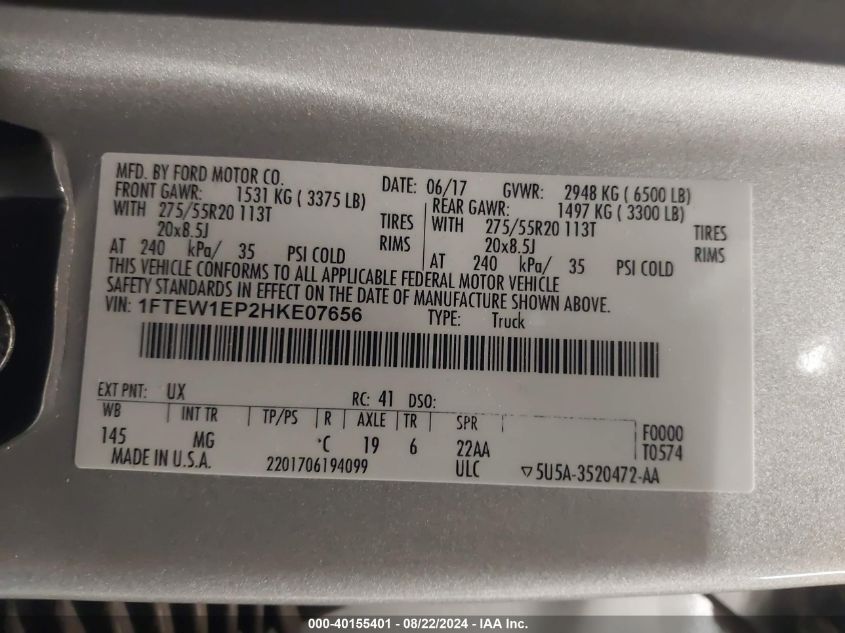 MFD. BY FORD MOTOR CO. DATE: 06/17 GVWR: 2948 KG ( 6500 LB)
FRONT GAWR: 1531 KG ( 3375 LB) REAR GAWR: 1497 KG ( 3300 LB)
WITH 275/55R20 113T TIRES WITH 275/55R20 113T TIRES
20x8.5J RIMS 20x8.5J RIMS
AT 240 kPa/ 35 PSI COLD AT 240 kPa/ 35 PSI COLD
THIS VEHICLE CONFORMS TO ALL APPLICABLE FEDERAL MOTOR VEHICLE
SAFETY STANDARDS IN EFFECT ON THE DATE OF MANUFACTURE SHOWN ABOVE.
VIN: 1FTEW1EP2HKE07656 TYPE: Truck
EXT PNT: UX RC: 41 DSO:
WB INT TR TP/PS R AXLE TR SPR F0000
145 MG °C 19 6 22AA T0574
MADE IN U.S.A. 2201706194099 ULC ▽5U5A-3520472-AA
000-40155401 - 08/22/2024 - IAA Inc.